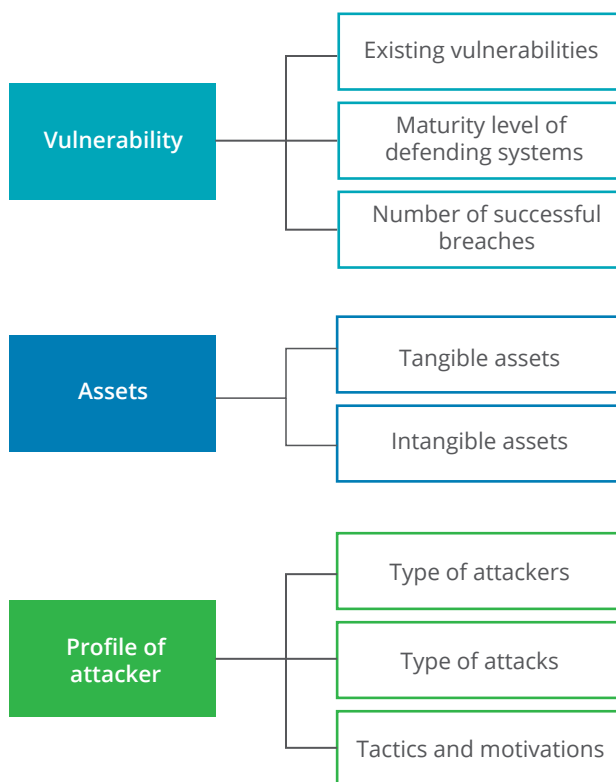 Vulnerability
Existing vulnerabilities
Maturity level of
defending systems
Number of successful
breaches
Assets
Tangible assets
Intangible assets
Profile of
attacker
Type of attackers
Type of attacks
Tactics and motivations